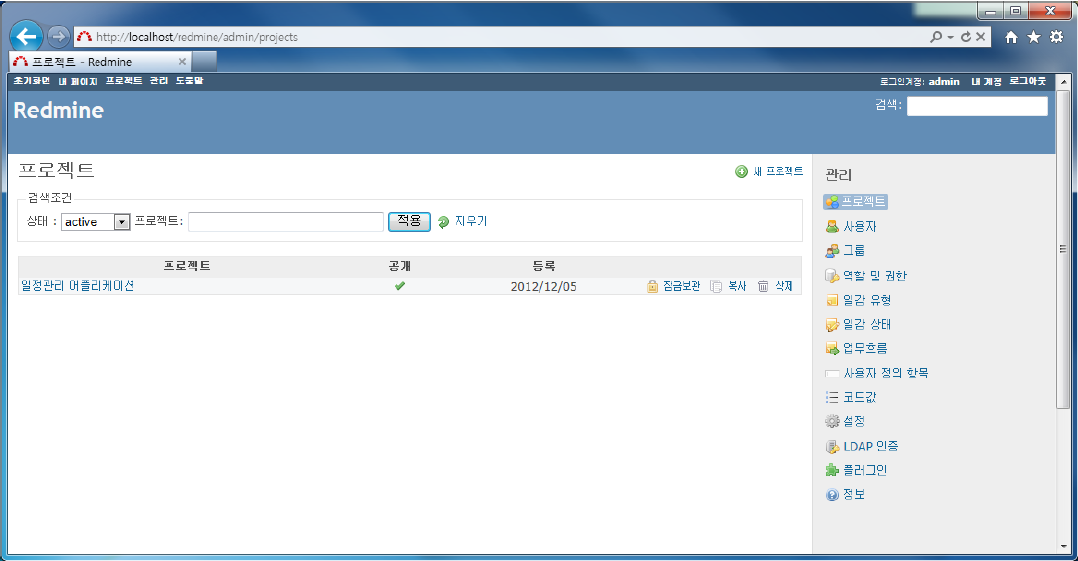 http://localhost/redmine/admin/projects
프로젝트 - Redmine
초기화면 내 페이지 프로젝트 관리 도움말 로그인계정: admin 내 계정 로그아웃
Redmine 검색:
프로젝트 새 프로젝트
검색조건
상태 : active 프로젝트: 적용 지우기
프로젝트 공개 등록
일정관리 어플리케이션 2012/12/05 잠금보관 복사 삭제
관리
프로젝트
사용자
그룹
역할 및 권한
일감 유형
일감 상태
업무흐름
사용자 정의 항목
코드값
설정
LDAP 인증
플러그인
정보